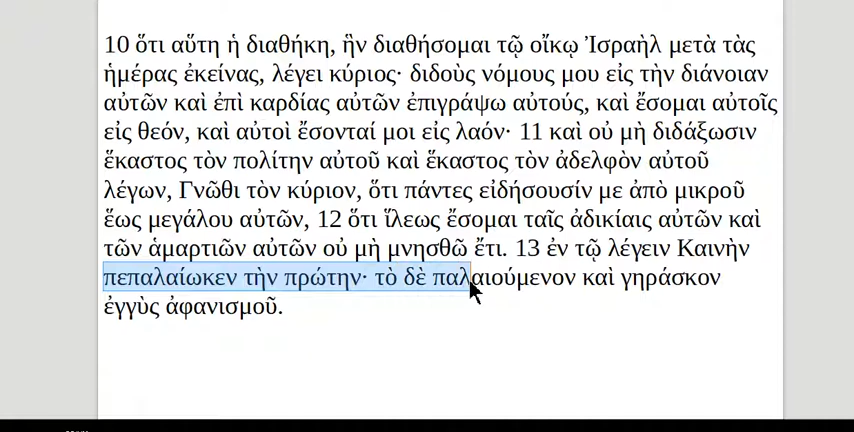 10 ὅτι αὕτη ἡ διαθήκη, ἣν διαθήσομαι τῷ οἴκῳ Ἰσραὴλ μετὰ τὰς
ἡμέρας ἐκείνας, λέγει κύριος· διδοὺς νόμους μου εἰς τὴν διάνοιαν
αὐτῶν καὶ ἐπὶ καρδίας αὐτῶν ἐπιγράψω αὐτούς, καὶ ἔσομαι αὐτοῖς
εἰς θεόν, καὶ αὐτοὶ ἔσονταί μοι εἰς λαόν· 11 καὶ οὐ μὴ διδάξωσιν
ἕκαστος τὸν πολίτην αὐτοῦ καὶ ἕκαστος τὸν ἀδελφὸν αὐτοῦ
λέγων, Γνῶθι τὸν κύριον, ὅτι πάντες εἰδήσουσίν με ἀπὸ μικροῦ
ἕως μεγάλου αὐτῶν, 12 ὅτι ἵλεως ἔσομαι ταῖς ἀδικίαις αὐτῶν καὶ
τῶν ἁμαρτιῶν αὐτῶν οὐ μὴ μνησθῶ ἔτι. 13 ἐν τῷ λέγειν Καινὴν
πεπαλαίωκεν τὴν πρώτην· τὸ δὲ παλαιούμενον καὶ γηράσκον
ἐγγὺς ἀφανισμοῦ.